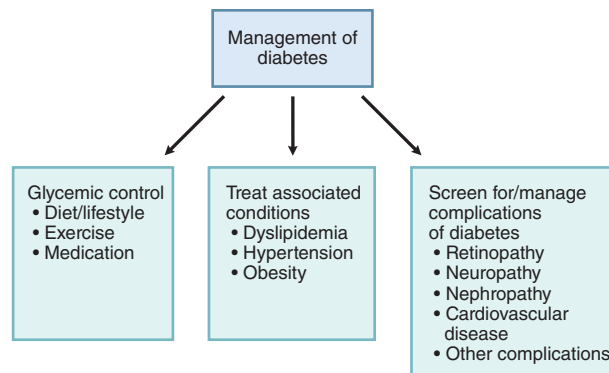 Management of
diabetes
Glycemic control
• Diet/lifestyle
• Exercise
• Medication
Treat associated
conditions
• Dyslipidemia
• Hypertension
• Obesity
Screen for/manage
complications
of diabetes
• Retinopathy
• Neuropathy
• Nephropathy
• Cardiovascular
disease
• Other complications